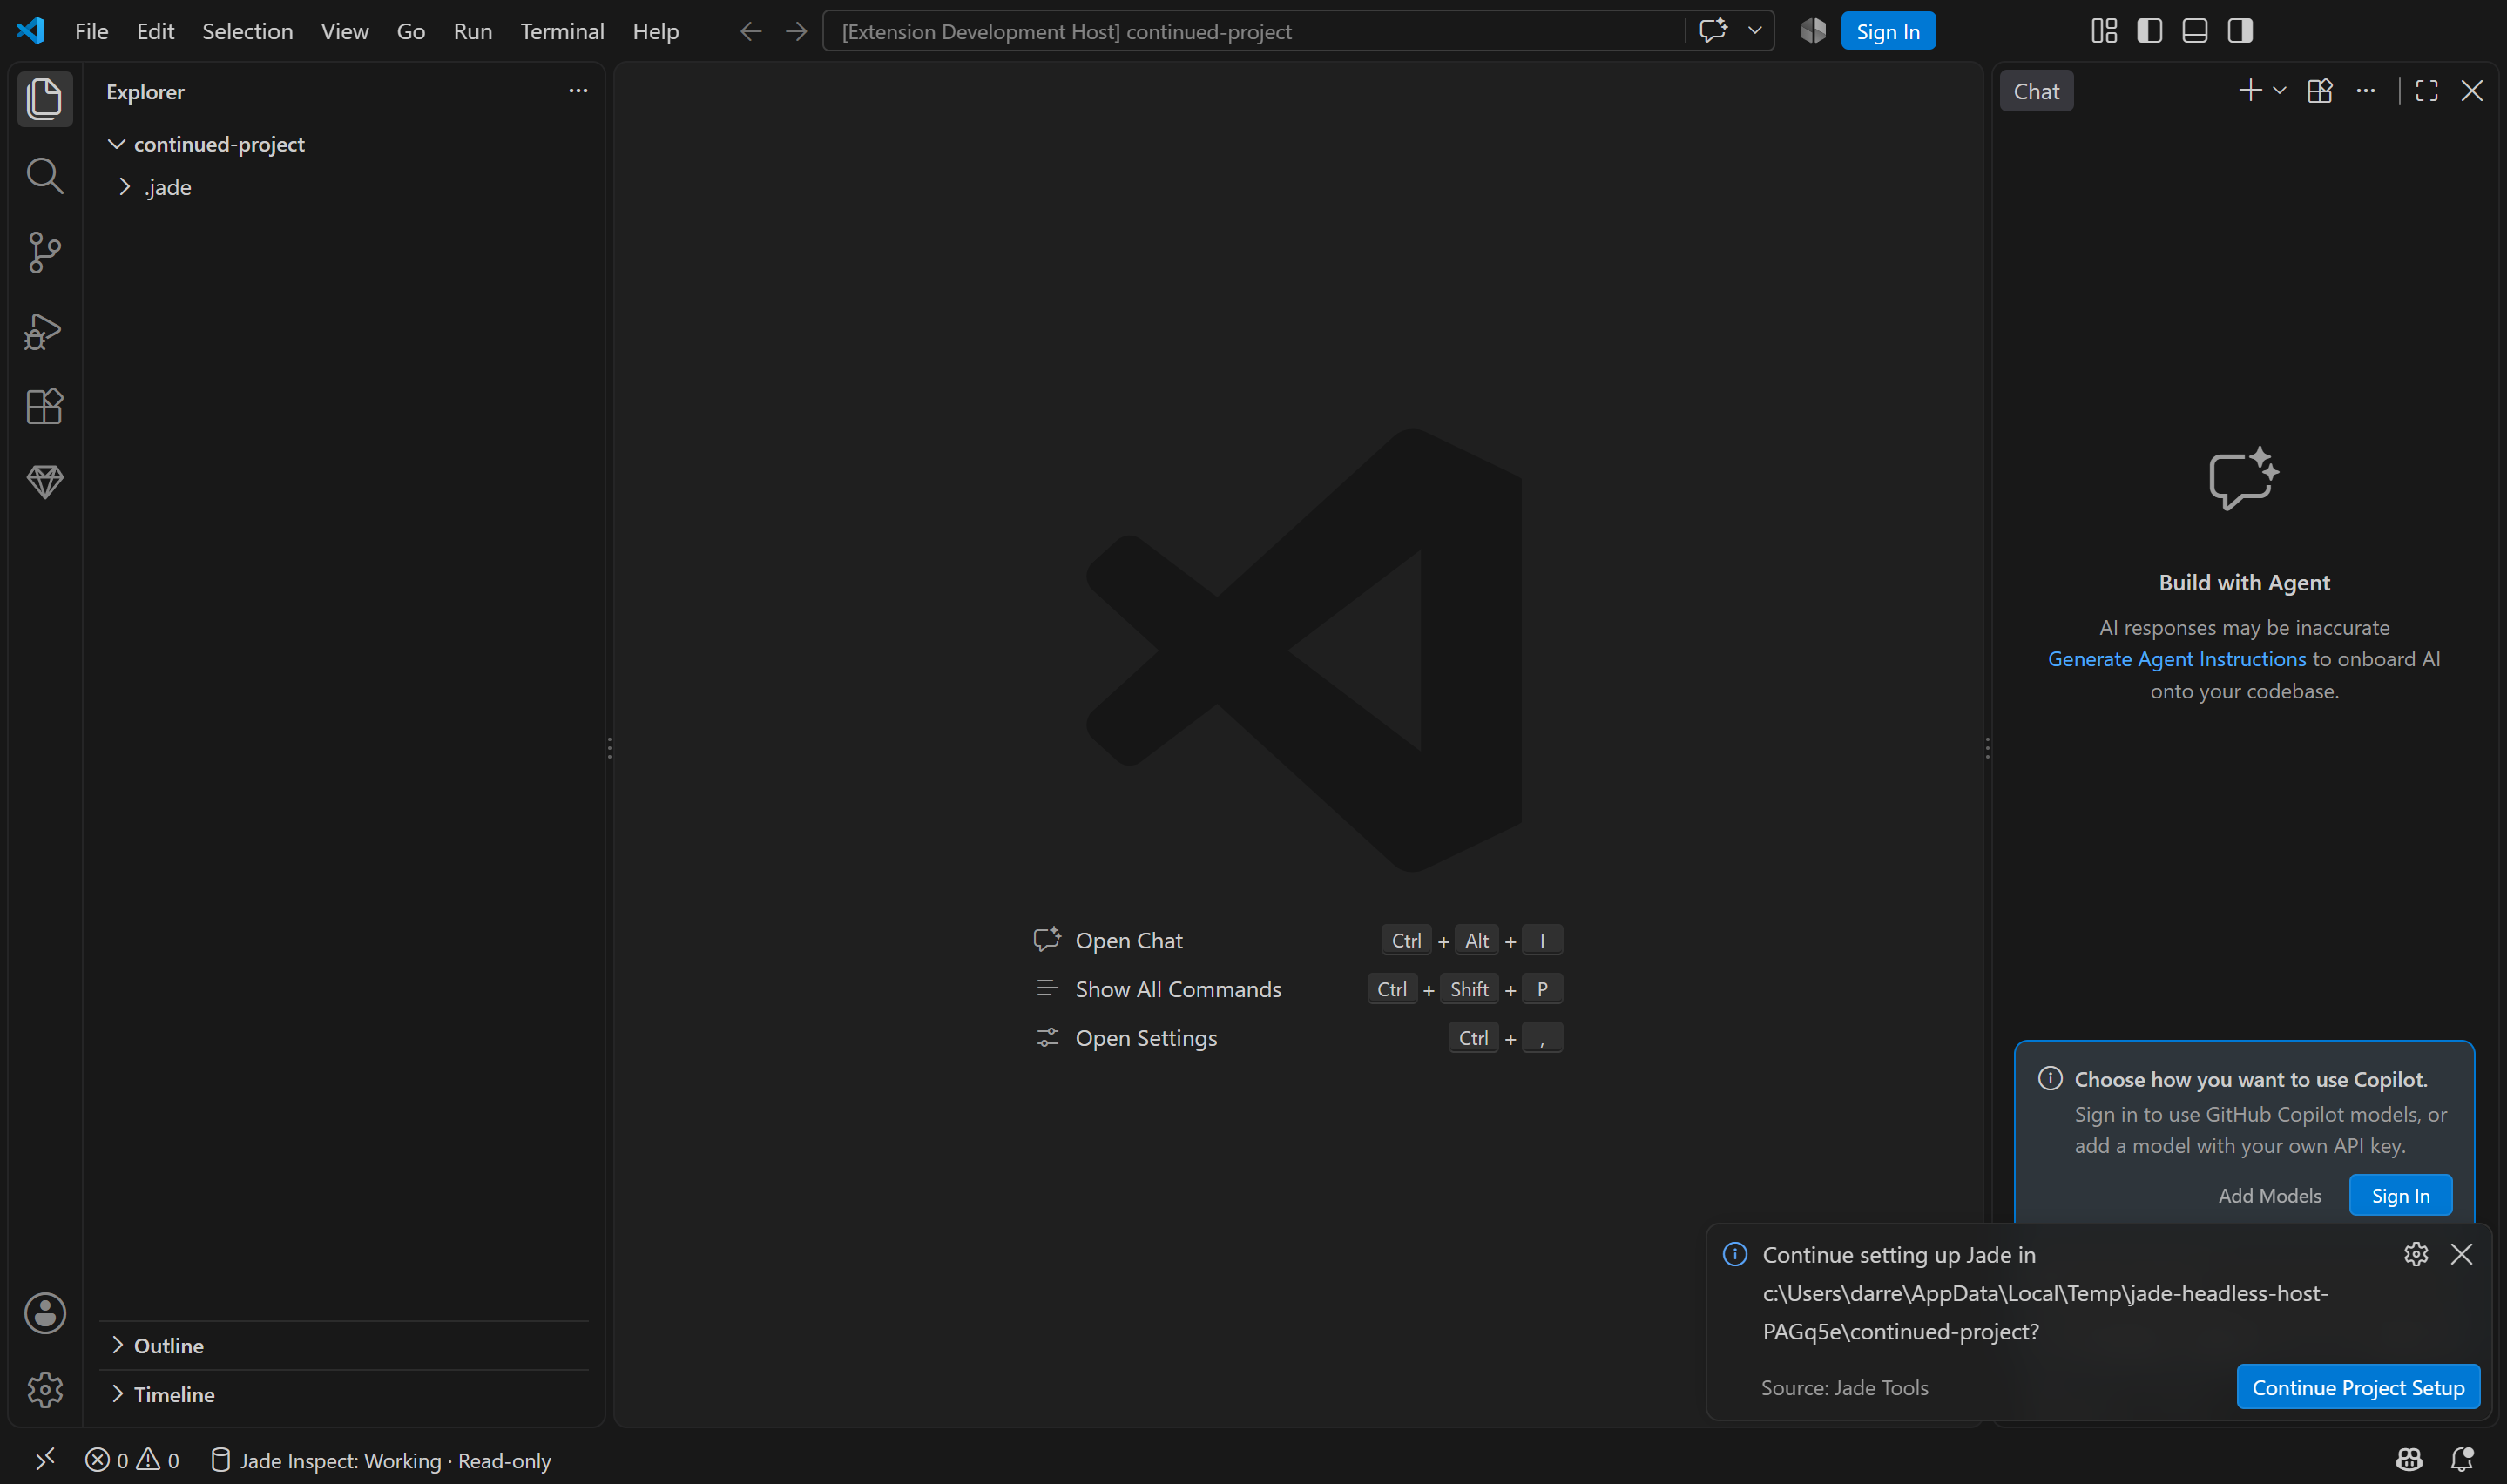 File Edit Selection View Go Run Terminal Help
[Extension Development Host] continued-project
Sign In
Explorer
continued-project
.jade
Outline
Timeline
Open Chat Ctrl + Alt + I
Show All Commands Ctrl + Shift + P
Open Settings Ctrl + ,
Chat
Build with Agent
AI responses may be inaccurate
Generate Agent Instructions to onboard AI
onto your codebase.
Choose how you want to use Copilot.
Sign in to use GitHub Copilot models, or
add a model with your own API key.
Add Models Sign In
Continue setting up Jade in
c:\Users\darre\AppData\Local\Temp\jade-headless-host-
PAGq5e\continued-project?
Source: Jade Tools Continue Project Setup
0 0 Jade Inspect: Working · Read-only